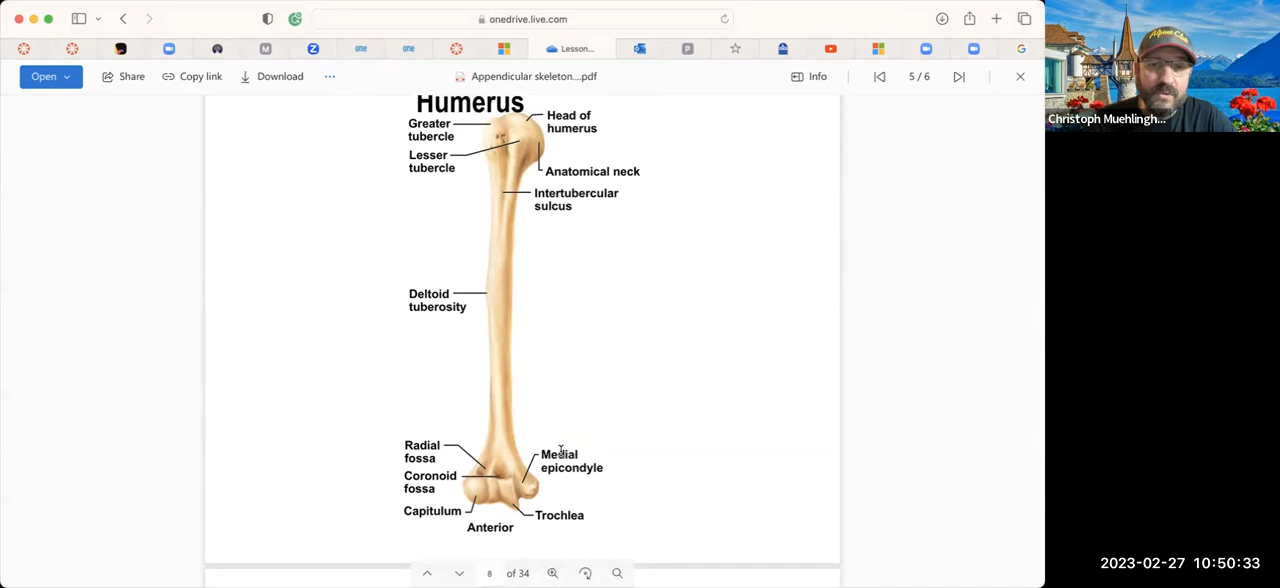 onedrive.live.com
Lesson...
Open
Share
Copy link
Download
Appendicular skeleton....pdf
Info
5 / 6
Christoph Muehlingh...
Humerus
Greater
tubercle
Head of
humerus
Lesser
tubercle
Anatomical neck
Intertubercular
sulcus
Deltoid
tuberosity
Radial
fossa
Medial
epicondyle
Coronoid
fossa
Capitulum
Trochlea
Anterior
8 of 34
2023-02-27 10:50:33